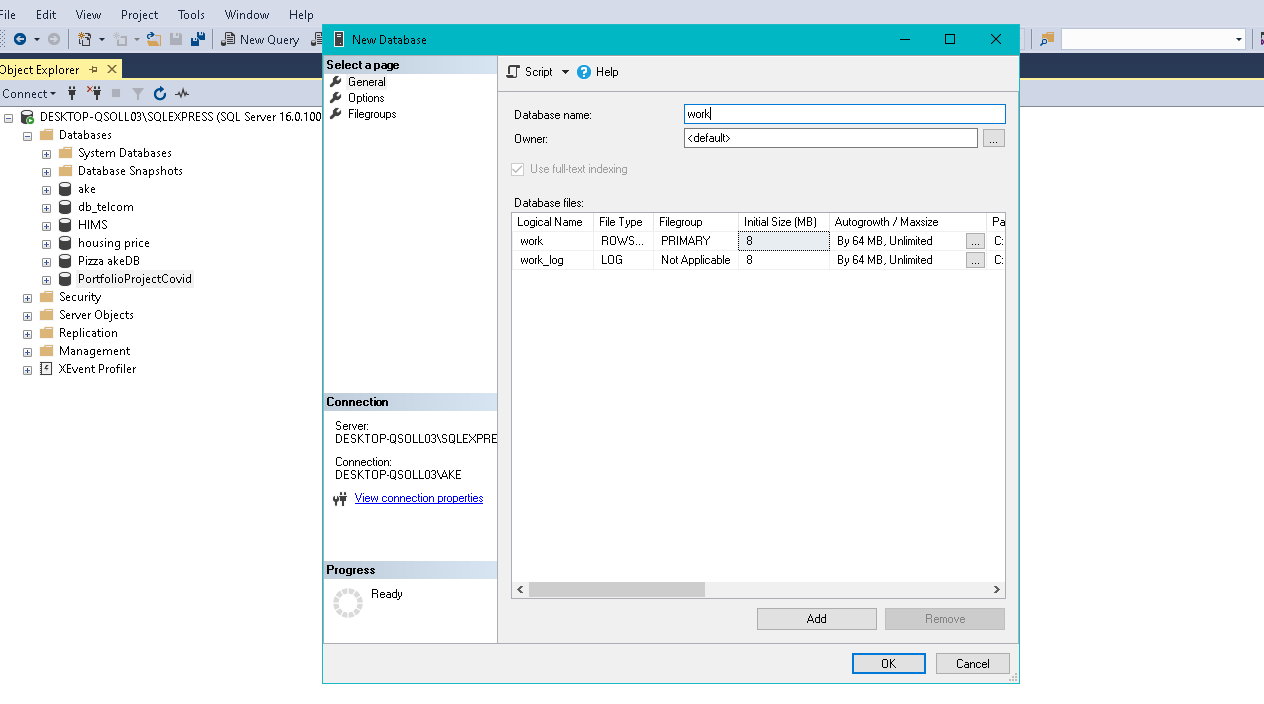 File Edit View Project Tools Window Help
New Query
New Database
Object Explorer
Connect
DESKTOP-QSOLL03\SQLEXPRESS (SQL Server 16.0.100
Databases
System Databases
Database Snapshots
ake
db_telcom
HIMS
housing price
Pizza akeDB
PortfolioProjectCovid
Security
Server Objects
Replication
Management
XEvent Profiler
Select a page
General
Options
Filegroups
Connection
Server:
DESKTOP-QSOLL03\SQLEXPRE
Connection:
DESKTOP-QSOLL03\AKE
View connection properties
Progress
Ready
Script Help
Database name: work
Owner: <default> ...
Use full-text indexing
Database files:
Logical Name File Type Filegroup Initial Size (MB) Autogrowth / Maxsize Pa
work ROWS... PRIMARY 8 By 64 MB, Unlimited ... C:
work_log LOG Not Applicable 8 By 64 MB, Unlimited ... C:
Add Remove
OK Cancel